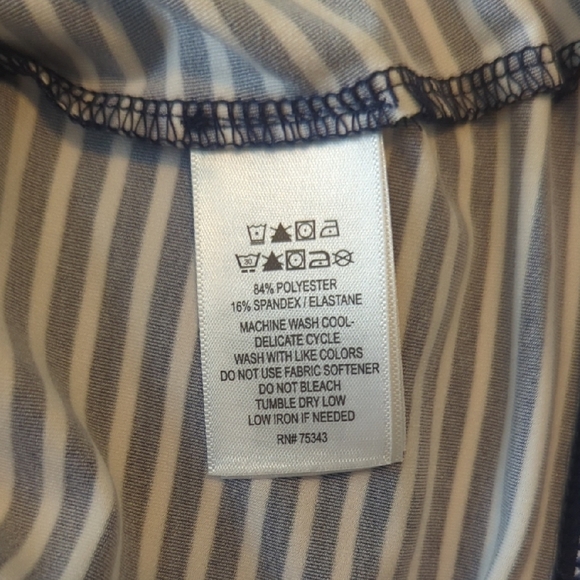 30
84% POLYESTER
16% SPANDEX / ELASTANE
MACHINE WASH COOL-
DELICATE CYCLE
WASH WITH LIKE COLORS
DO NOT USE FABRIC SOFTENER
DO NOT BLEACH
TUMBLE DRY LOW
LOW IRON IF NEEDED
RN# 75343